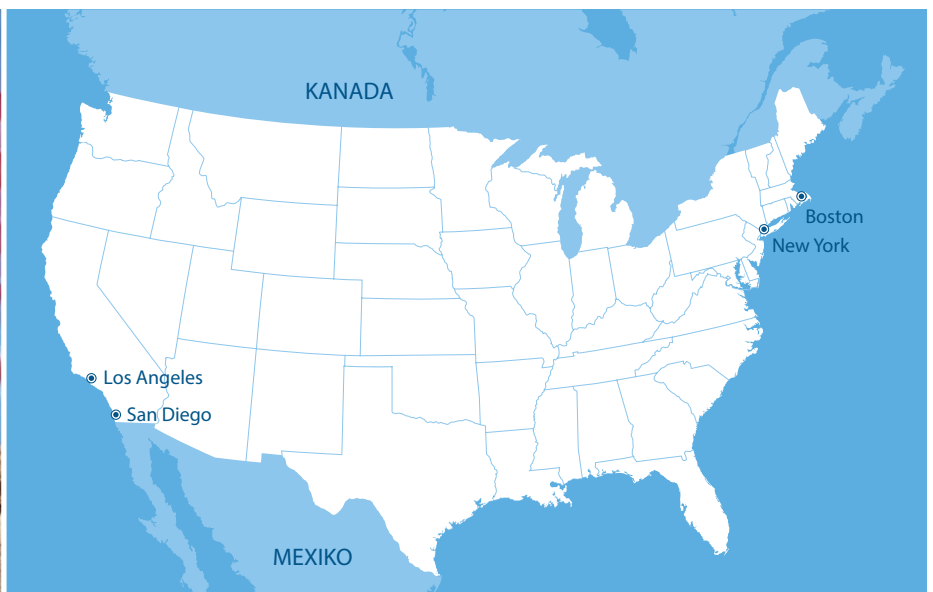 KANADA
Boston
New York
Los Angeles
San Diego
MEXIKO